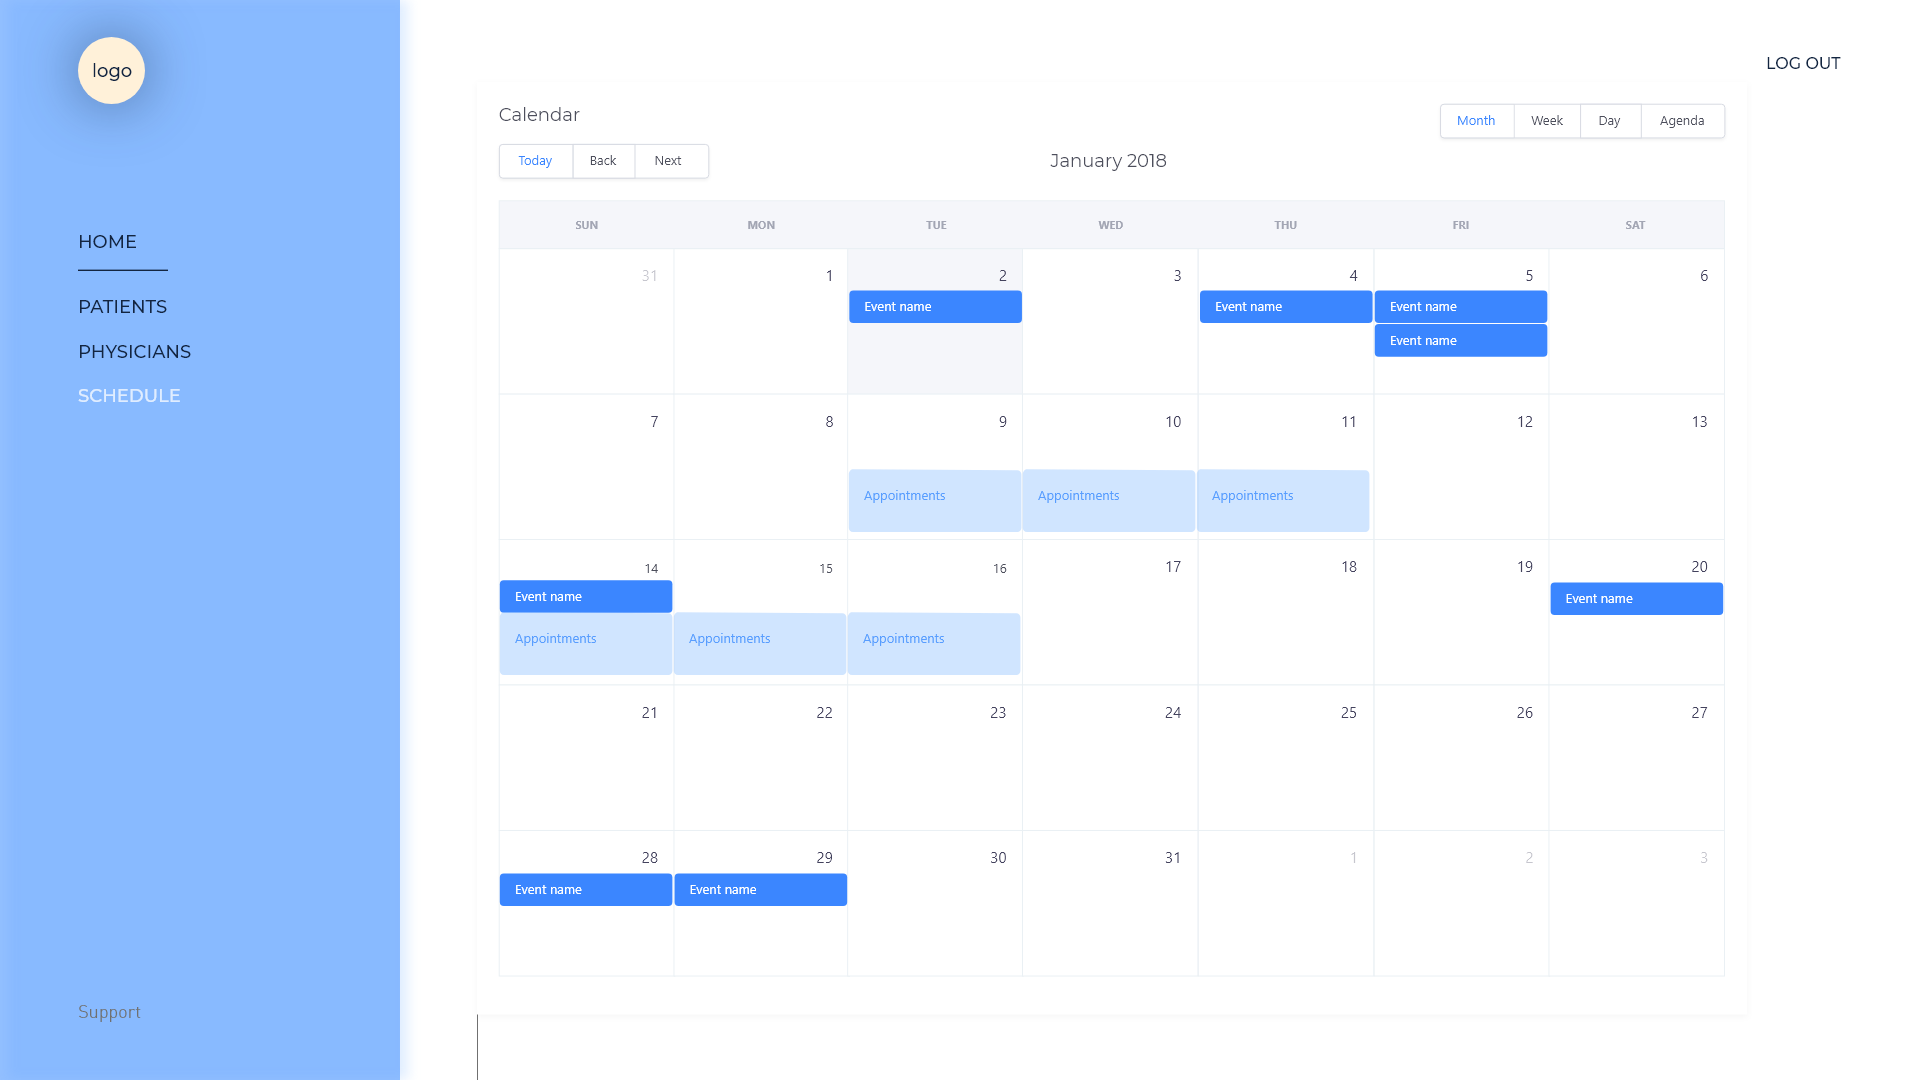 logo
LOG OUT
HOME
PATIENTS
PHYSICIANS
SCHEDULE
Support
Calendar
Month Week Day Agenda
Today Back Next
January 2018
SUN MON TUE WED THU FRI SAT
31 1 2 3 4 5 6
Event name Event name Event name
Event name
7 8 9 10 11 12 13
Appointments Appointments Appointments
14 15 16 17 18 19 20
Event name Event name
Appointments Appointments Appointments
21 22 23 24 25 26 27
28 29 30 31 1 2 3
Event name Event name